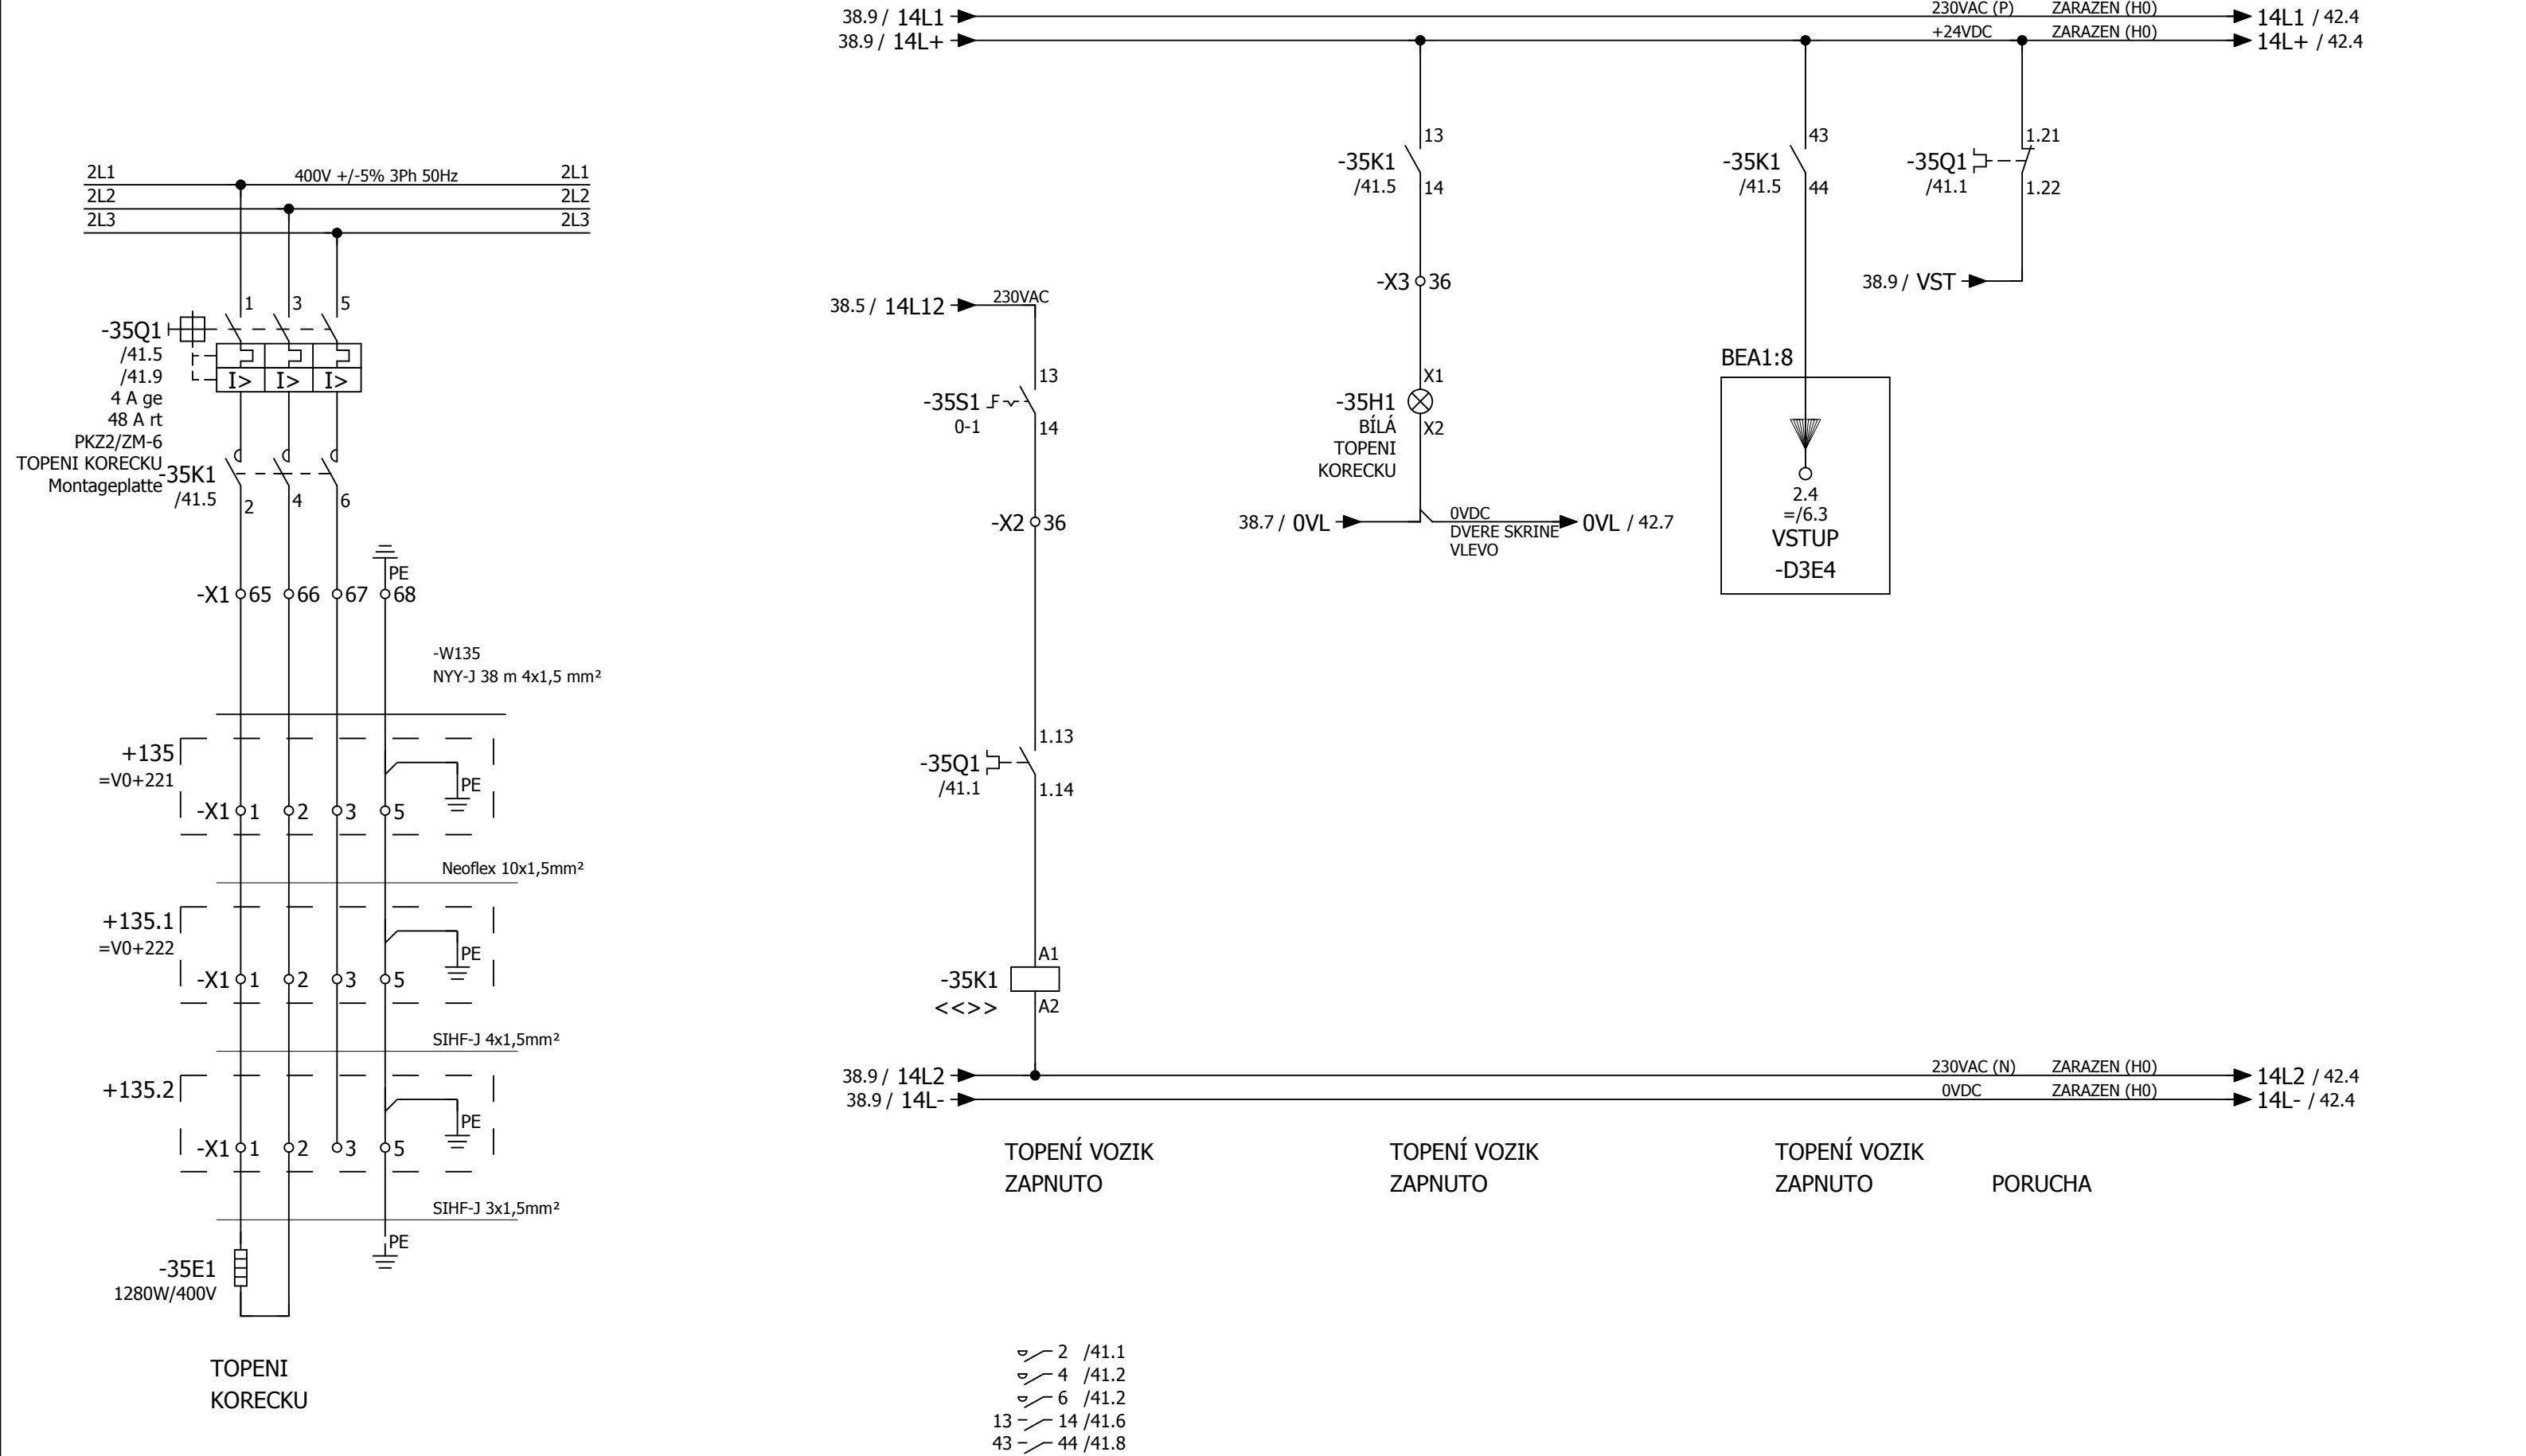 38.9 / 14L1
230VAC (P) ZARAZEN (H0)
14L1 / 42.4
38.9 / 14L+
+24VDC ZARAZEN (H0)
14L+ / 42.4
2L1 400V +/-5% 3Ph 50Hz 2L1
2L2 2L2
2L3 2L3
1 3 5
-35Q1
/41.5
/41.9
4 A ge
48 A rt
PKZ2/ZM-6
TOPENI KORECKU
Montageplatte
I> I> I>
-35K1
/41.5
2 4 6
PE
-X1 65 66 67 68
-W135
NYY-J 38 m 4x1,5 mm²
+135
=V0+221
PE
-X1 1 2 3 5
Neoflex 10x1,5mm²
+135.1
=V0+222
PE
-X1 1 2 3 5
SIHF-J 4x1,5mm²
+135.2
PE
-X1 1 2 3 5
SIHF-J 3x1,5mm²
PE
-35E1
1280W/400V
TOPENI
KORECKU
38.5 / 14L12
230VAC
13
-35S1
0-1
14
-X2 36
1.13
-35Q1
/41.1
1.14
A1
-35K1
<<>>
A2
13
-35K1
/41.5
14
-X3 36
X1
-35H1
BÍLÁ
X2
TOPENI
KORECKU
38.7 / 0VL
0VDC
DVERE SKRINE
VLEVO
0VL / 42.7
43
-35K1
/41.5
44
BEA1:8
2.4
=/6.3
VSTUP
-D3E4
1.21
-35Q1
/41.1
1.22
38.9 / VST
38.9 / 14L2
230VAC (N) ZARAZEN (H0)
14L2 / 42.4
38.9 / 14L-
0VDC ZARAZEN (H0)
14L- / 42.4
TOPENÍ VOZIK
ZAPNUTO
TOPENÍ VOZIK
ZAPNUTO
TOPENÍ VOZIK
ZAPNUTO
PORUCHA
2 /41.1
4 /41.2
6 /41.2
13 14 /41.6
43 44 /41.8